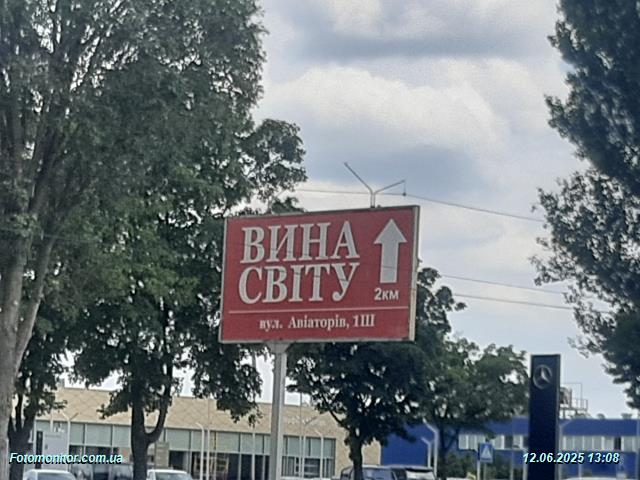 ВИНА
СВІТУ
2км
вул. Авіаторів, 1Ш
Fotomonitor.com.ua
12.06.2025 13:08